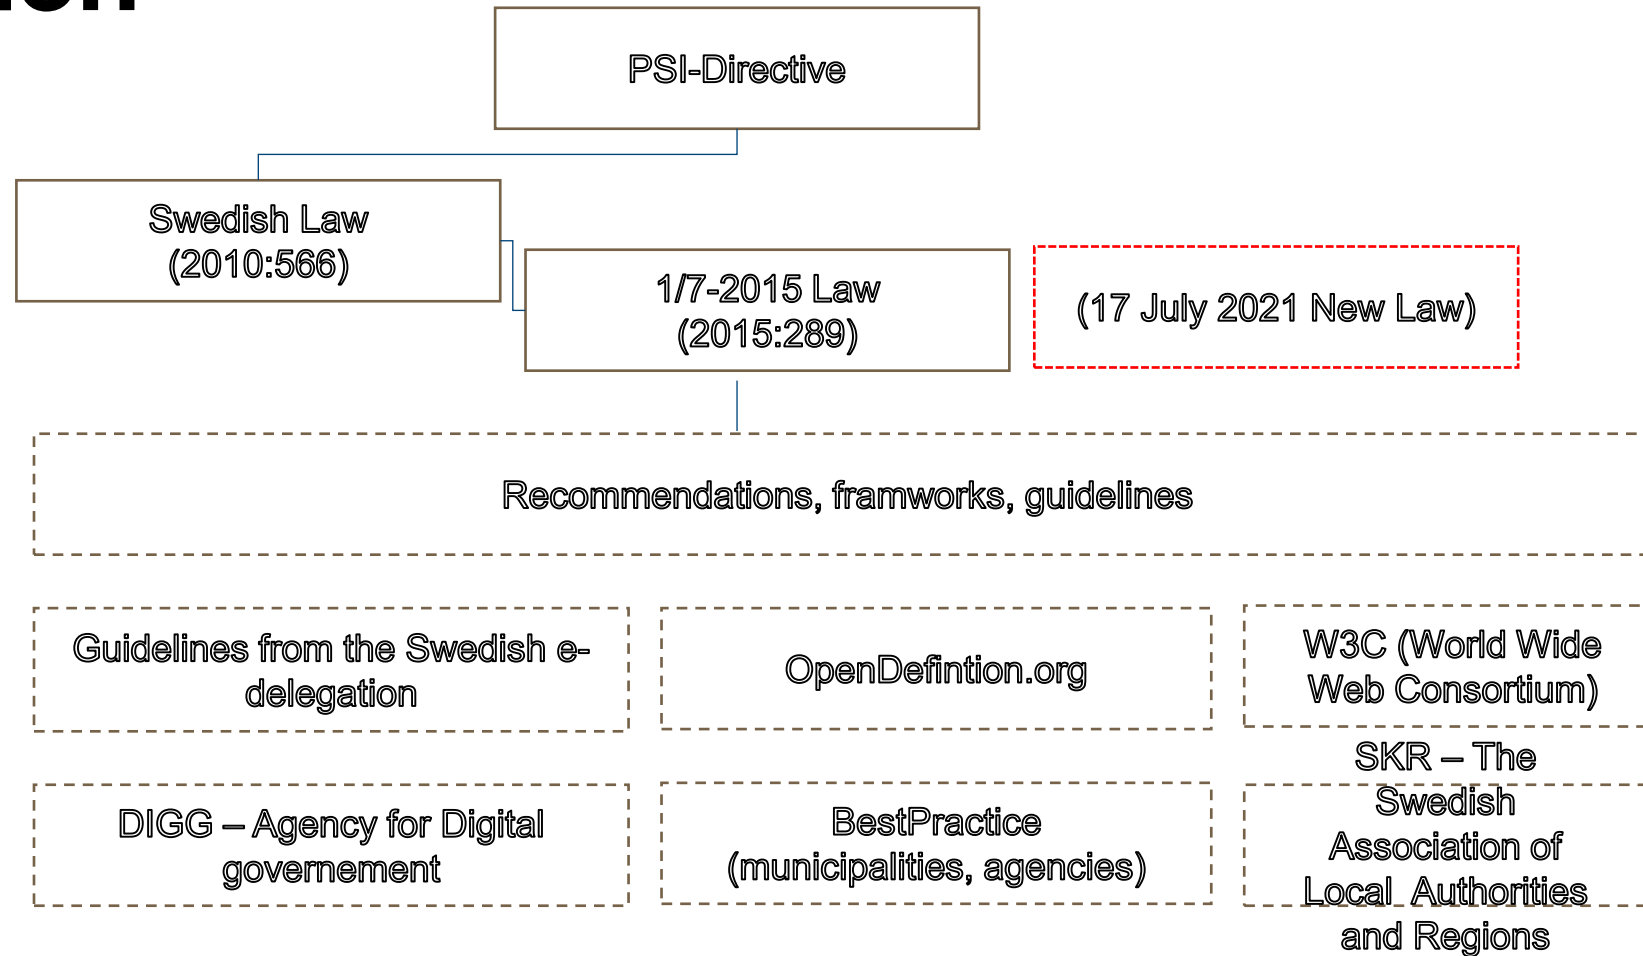 PSI-Directive
Swedish Law
(2010:566)
1/7-2015 Law
(2015:289)
(17 July 2021 New Law)
Recommendations, framworks, guidelines
Guidelines from the Swedish e-
delegation
OpenDefintion.org
W3C (World Wide
Web Consortium)
DIGG – Agency for Digital
governement
BestPractice
(municipalities, agencies)
SKR – The
Swedish
Association of
Local Authorities
and Regions